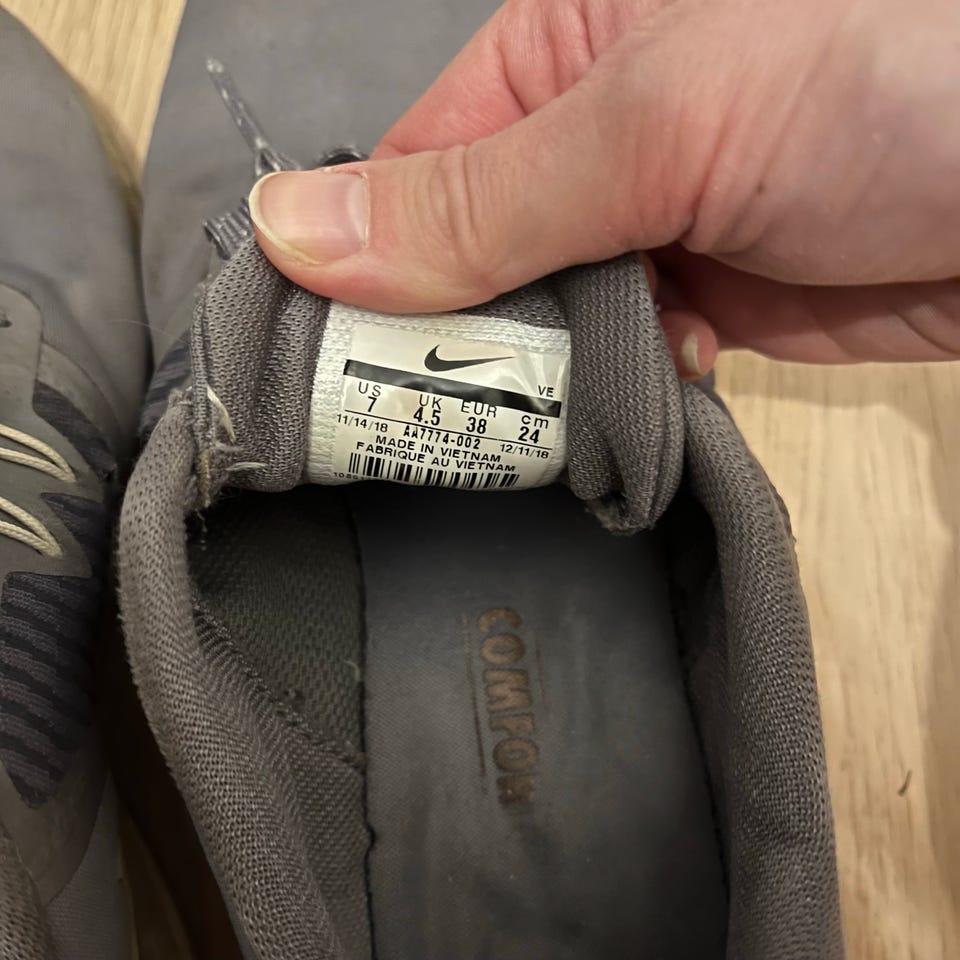 VE
US UK EUR cm
7 4.5 38 24
11/14/18 AA7774-002 12/11/18
MADE IN VIETNAM
FABRIQUE AU VIETNAM